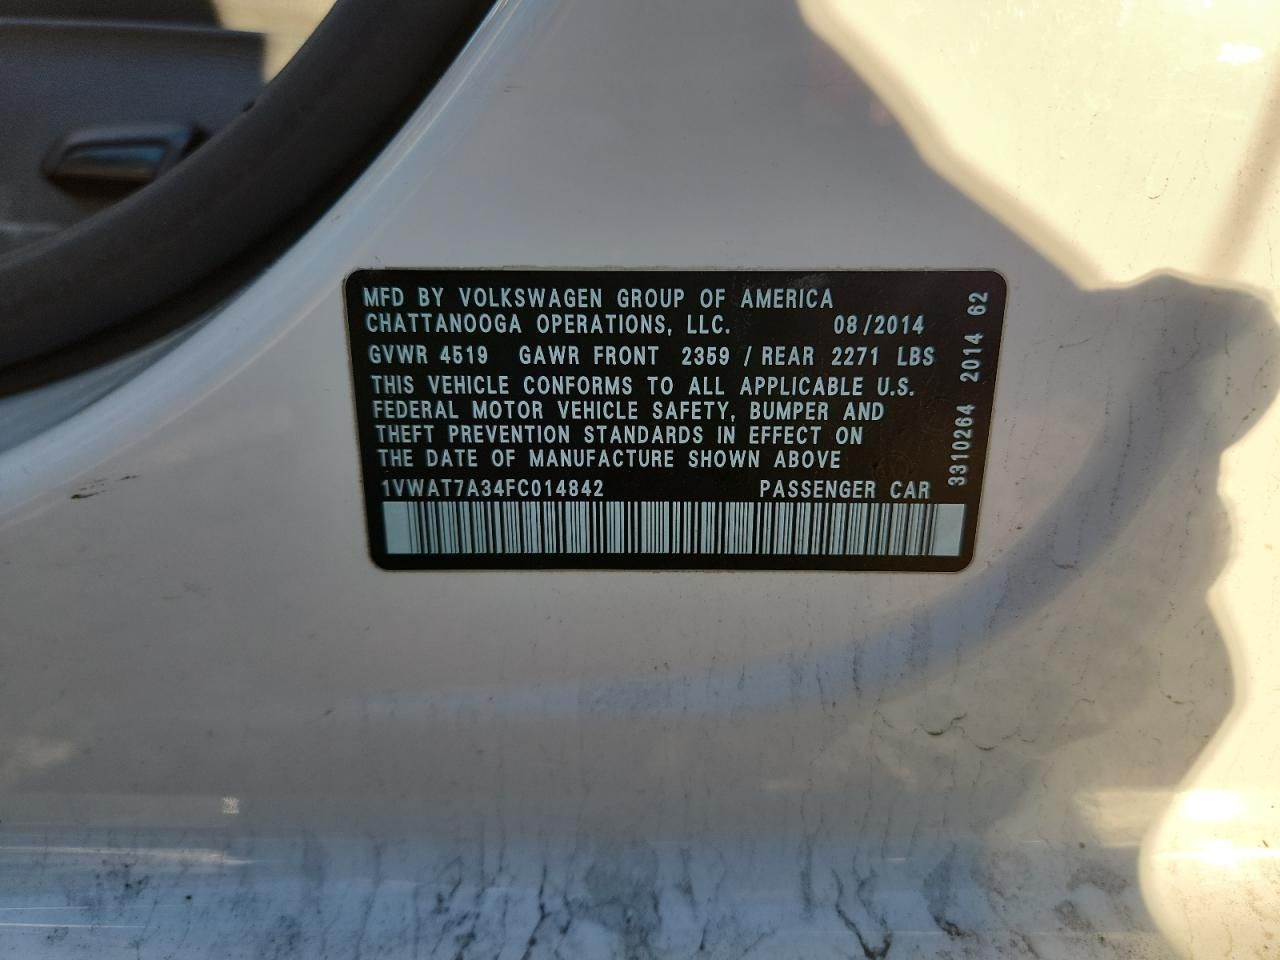 MFD BY VOLKSWAGEN GROUP OF AMERICA
CHATTANOOGA OPERATIONS, LLC. 08/2014
GVWR 4519 GAWR FRONT 2359 / REAR 2271 LBS
THIS VEHICLE CONFORMS TO ALL APPLICABLE U.S.
FEDERAL MOTOR VEHICLE SAFETY, BUMPER AND
THEFT PREVENTION STANDARDS IN EFFECT ON
THE DATE OF MANUFACTURE SHOWN ABOVE
1VWAT7A34FC014842 PASSENGER CAR
3310264 2014 62